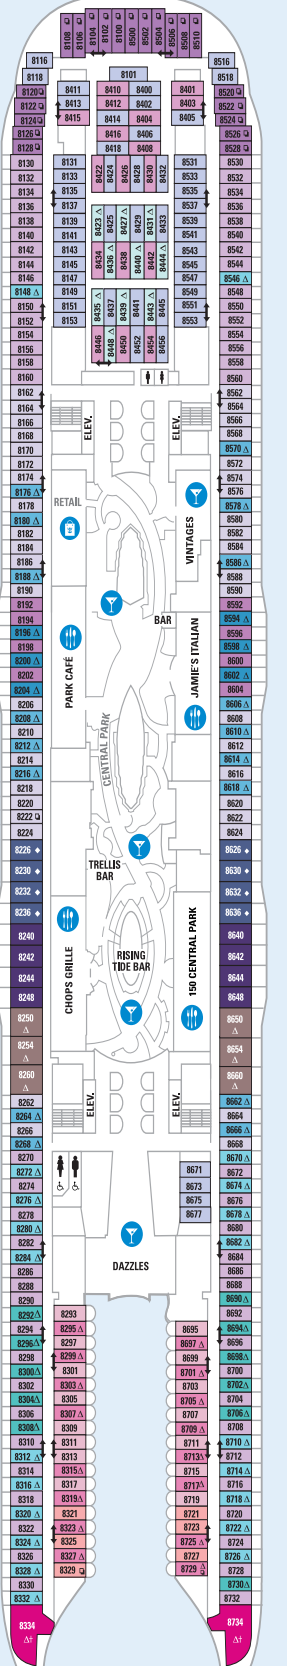 8108 8106 8104 8102 8100 8500 8502 8504 8506 8508 8510
8116 8516
8118 8101 8518
8120 8411 8410 8400 8401 8520
8122 8413 8412 8402 8403 8522
8124 8415 8414 8404 8405 8524
8126 8416 8406 8526
8128 8418 8408 8528
8130 8131 8422 8424 8426 8428 8430 8432 8531 8530
8132 8133 8533 8532
8134 8135 8535 8534
8136 8137 8537 8536
8138 8139 8423 Δ 8425 8427 Δ 8429 8431 Δ 8433 8539 8538
8140 8141 8541 8540
8142 8143 8434 8436 Δ 8438 8440 Δ 8442 8444 Δ 8543 8542
8144 8145 8545 8544
8146 8147 8547 8546 Δ
8148 Δ 8149 8435 Δ 8437 8439 Δ 8441 8443 Δ 8445 8549 8548
8150 8151 8551 8550
8152 8153 8553 8552
8154 8446 8448 Δ 8450 8452 8454 8456 8554
8156 8556
8158 8558
8160 8560
8162 8562
8164 8564
8166 ELEV. ELEV. 8566
8168 8568
8170 8570 Δ
8172 8572
8174 8574
8176 Δ RETAIL 8576
8178 8578 Δ
8180 Δ VINTAGES 8580
8182 8582
8184 8584
8186 8586 Δ
8188 Δ 8588
8190 8590
8192 8592
8194 BAR 8594 Δ
8196 Δ PARK CAFÉ JAMIE'S ITALIAN 8596
8198 8598 Δ
8200 Δ 8600
8202 8602 Δ
8204 Δ 8604
8206 8606 Δ
8208 Δ CENTRAL PARK 8608
8210 8610 Δ
8212 Δ 8612
8214 8614 Δ
8216 Δ 8616
8218 8618 Δ
8220 8620
8222 8622
8224 8624
8226 ♦ TRELLIS 8626 ♦
8230 ♦ BAR 8630 ♦
8232 ♦ 8632 ♦
8236 ♦ 8636 ♦
8240 CHOPS GRILLE 150 CENTRAL PARK 8640
8242 RISING 8642
8244 TIDE BAR 8644
8248 8648
8250 Δ 8650 Δ
8254 Δ 8654 Δ
8260 Δ 8660 Δ
8262 ELEV. ELEV. 8662 Δ
8264 Δ 8664
8266 8666 Δ
8268 Δ 8668
8270 8671 8670 Δ
8272 Δ 8673 8672
8274 8675 8674 Δ
8276 Δ 8677 8676
8278 8678 Δ
8280 Δ 8680
8282 8682 Δ
8284 Δ DAZZLES 8684
8286 8686
8288 8688
8290 8690 Δ
8292 Δ 8293 8692
8294 8295 Δ 8695 8694 Δ
8296 Δ 8297 8697 Δ 8696
8298 8299 Δ 8699 8698 Δ
8300 Δ 8301 8701 Δ 8700
8302 8303 Δ 8703 8702 Δ
8304 Δ 8305 8705 Δ 8704
8306 8307 Δ 8707 8706 Δ
8308 Δ 8309 8709 Δ 8708
8310 8311 8711 8710 Δ
8312 Δ 8313 8713 Δ 8712
8314 8315 Δ 8715 8714 Δ
8316 Δ 8317 8717 Δ 8716
8318 8319 Δ 8719 8718 Δ
8320 Δ 8321 8721 8720
8322 8323 Δ 8723 8722 Δ
8324 Δ 8325 8725 Δ 8724
8326 8327 Δ 8727 8726 Δ
8328 Δ 8329 8729 Δ 8728
8330 8730 Δ
8332 Δ 8732
8334 Δ† 8734 Δ†